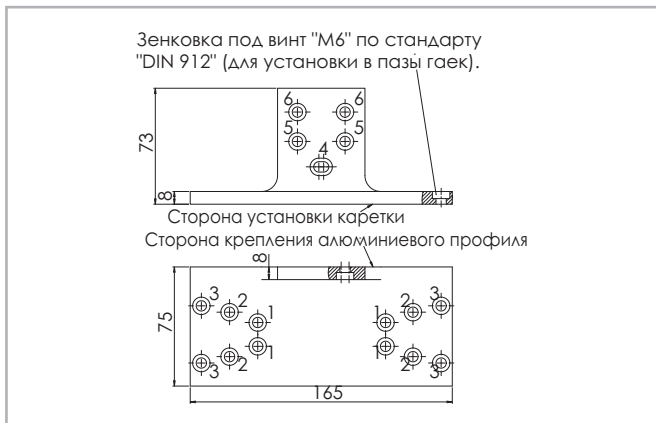 Зенковка под винт "М6" по стандарту
"DIN 912" (для установки в пазы гаек).
6 6
5 5
4
73
8
Сторона установки каретки
Сторона крепления алюминиевого профиля
8
3 2 1 1 2 3
75
3 2 1 1 2 3
165